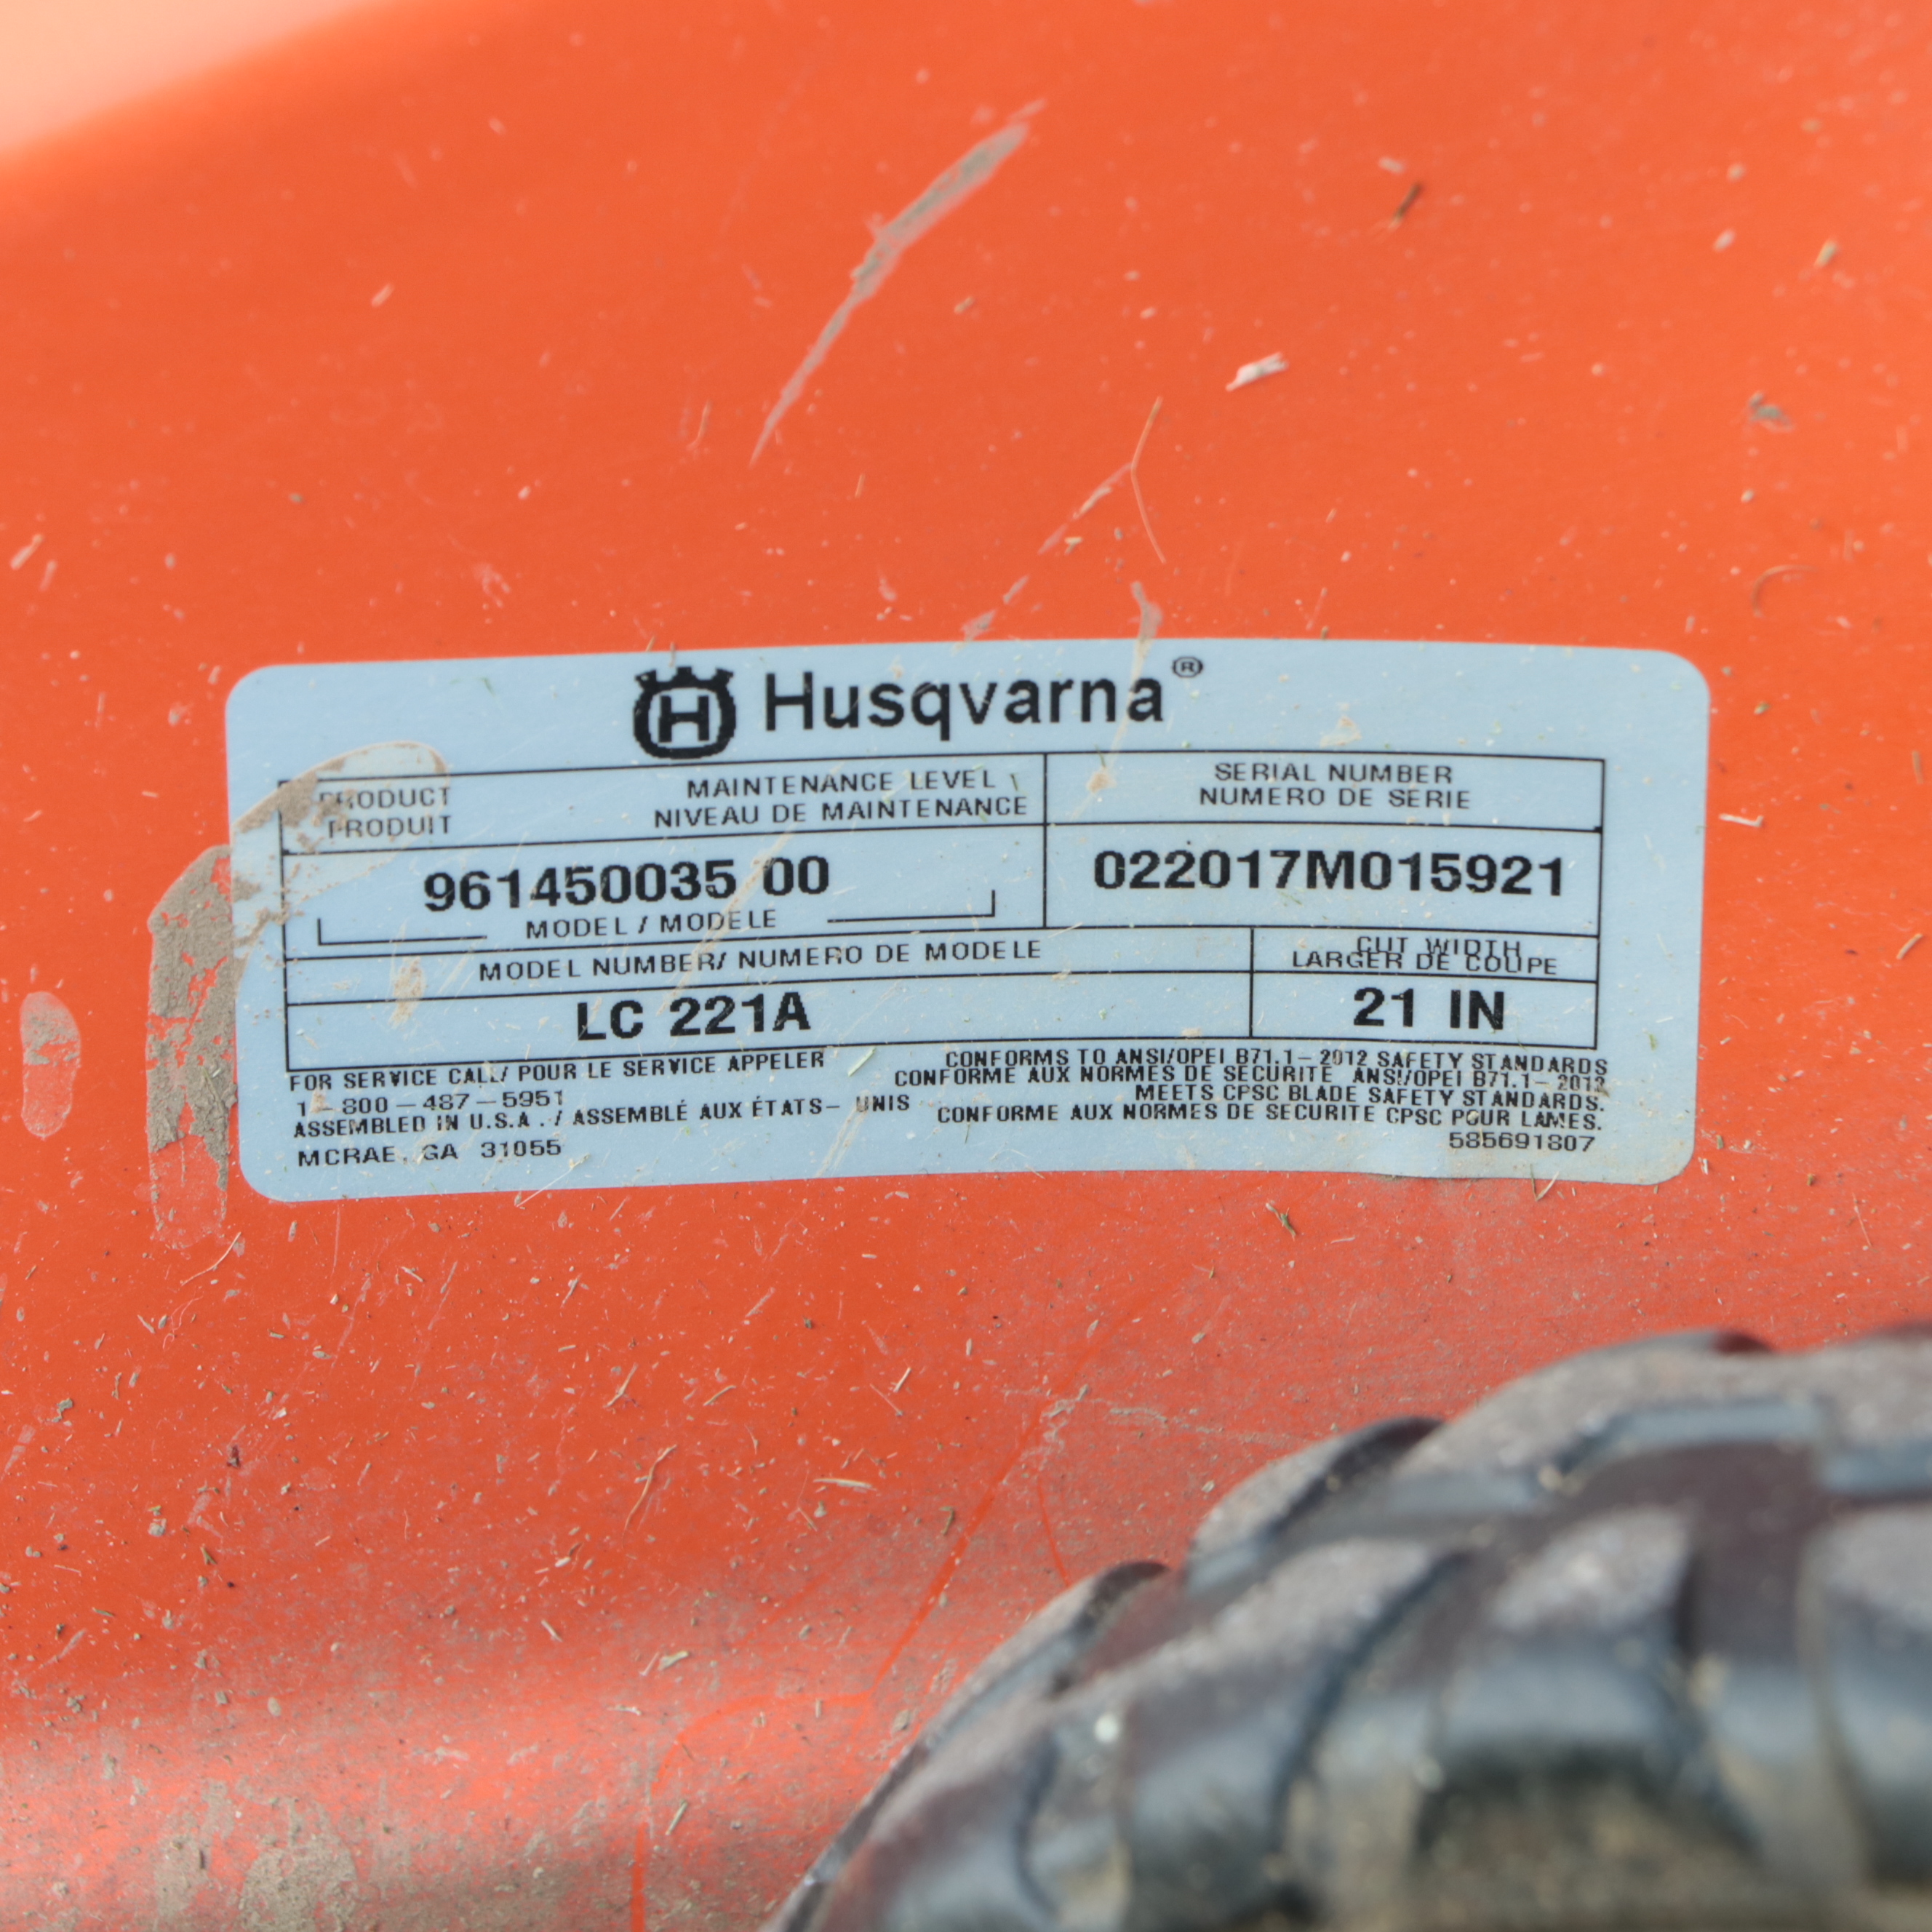 H Husqvarna®
PRODUCT
PRODUIT
MAINTENANCE LEVEL
NIVEAU DE MAINTENANCE
SERIAL NUMBER
NUMERO DE SERIE
961450035 00
MODEL / MODELE
022017M015921
MODEL NUMBER/ NUMERO DE MODELE
CUT WIDTH
LARGER DE COUPE
LC 221A
21 IN
FOR SERVICE CALL/ POUR LE SERVICE APPELER
1-800-487-5951
ASSEMBLED IN U.S.A. / ASSEMBLÉ AUX ÉTATS- UNIS
MCRAE, GA 31055
CONFORMS TO ANSI/OPEI B71.1- 2012 SAFETY STANDARDS
CONFORME AUX NORMES DE SECURITE ANSI/OPEI B71.1- 2012
MEETS CPSC BLADE SAFETY STANDARDS.
CONFORME AUX NORMES DE SECURITE CPSC POUR LAMES.
585691807